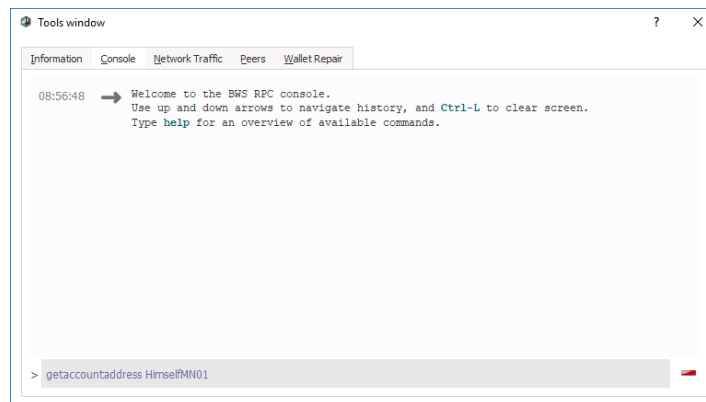 Tools window
?
Information Console Network Traffic Peers Wallet Repair
08:56:48 Welcome to the BWS RPC console.
Use up and down arrows to navigate history, and Ctrl-L to clear screen.
Type help for an overview of available commands.
> getaccountaddress HimselfMN01